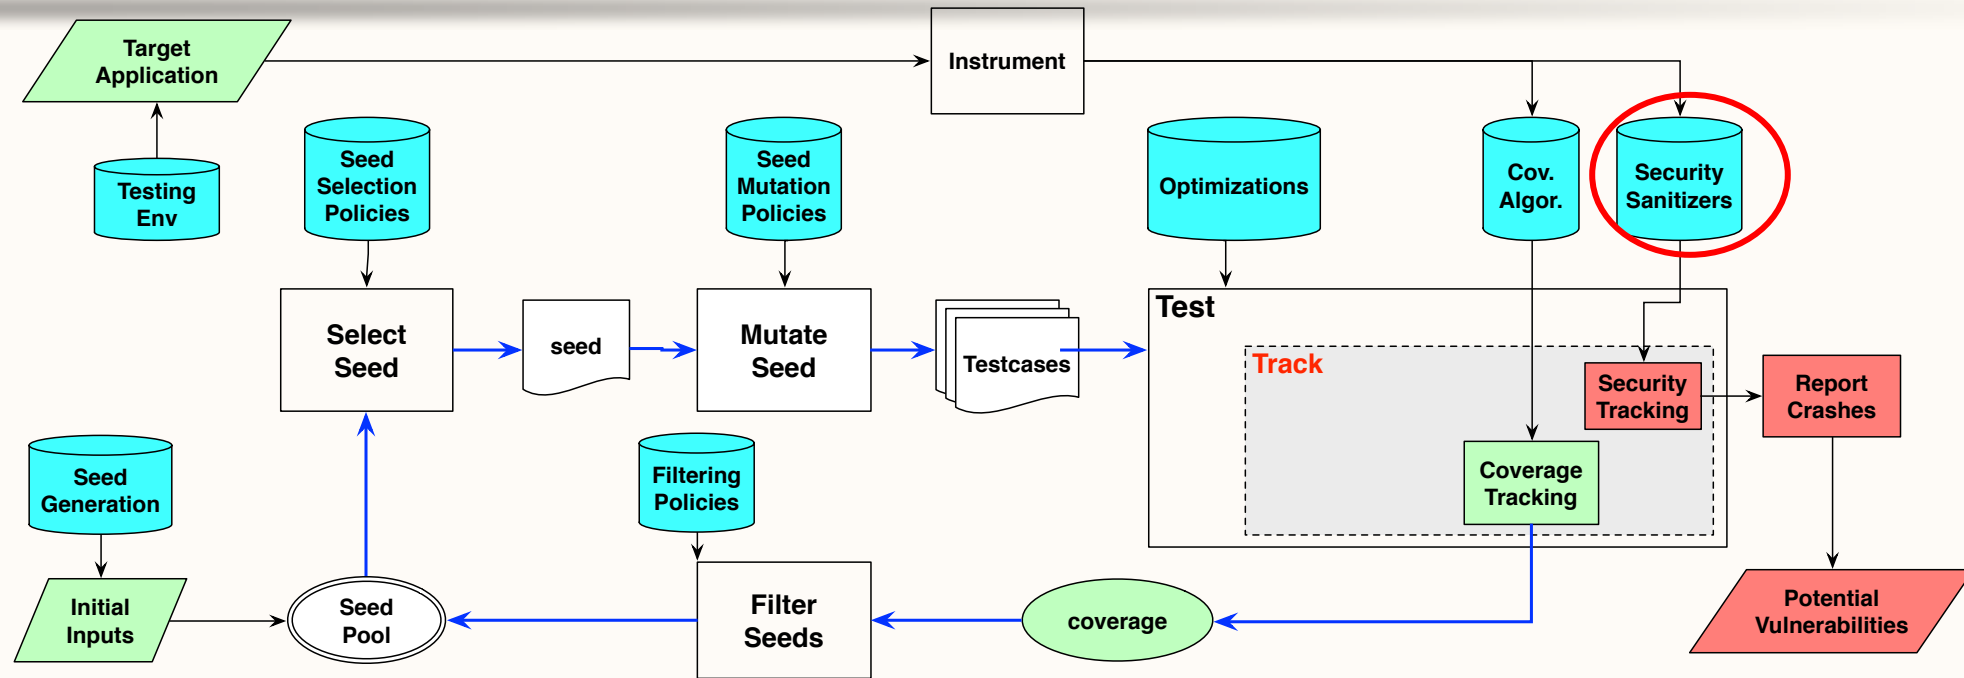 Target
Application
Instrument
Testing
Env
Seed
Selection
Policies
Seed
Mutation
Policies
Optimizations
Cov.
Algor.
Security
Sanitizers
Select
Seed
seed
Mutate
Seed
Testcases
Test
Track
Security
Tracking
Report
Crashes
Coverage
Tracking
Seed
Generation
Filtering
Policies
Initial
Inputs
Seed
Pool
Filter
Seeds
coverage
Potential
Vulnerabilities